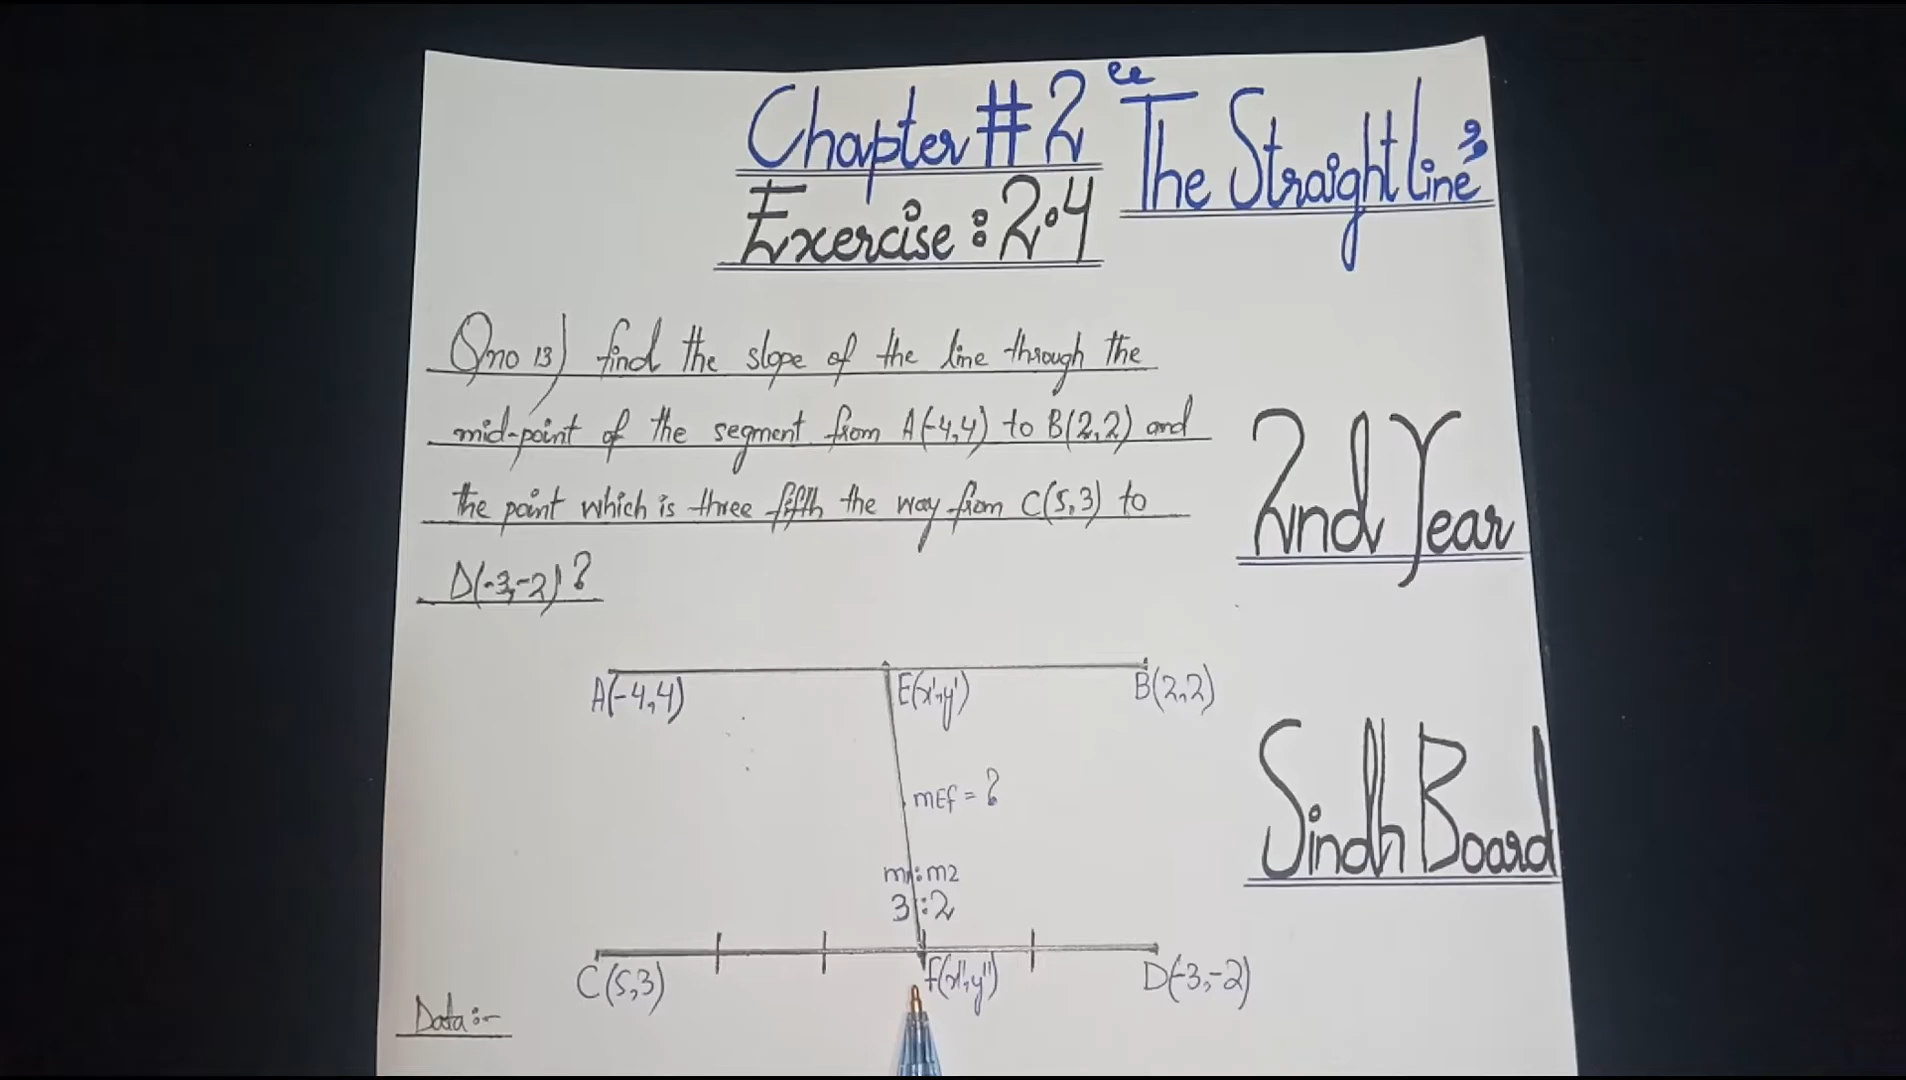 Chapter # 2 "The Straight line"
Exercise : 2.4
Qno 13) find the slope of the line through the
mid-point of the segment from A(-4,4) to B(2,2) and
the point which is three fifth the way from C(5,3) to
D(-3,-2) ?
2nd Year
A(-4,4) E(x',y') B(2,2)
mEf = ?
Sindh Board
m1:m2
3:2
C(5,3) f(x'',y'') D(-3,-2)
Data:-